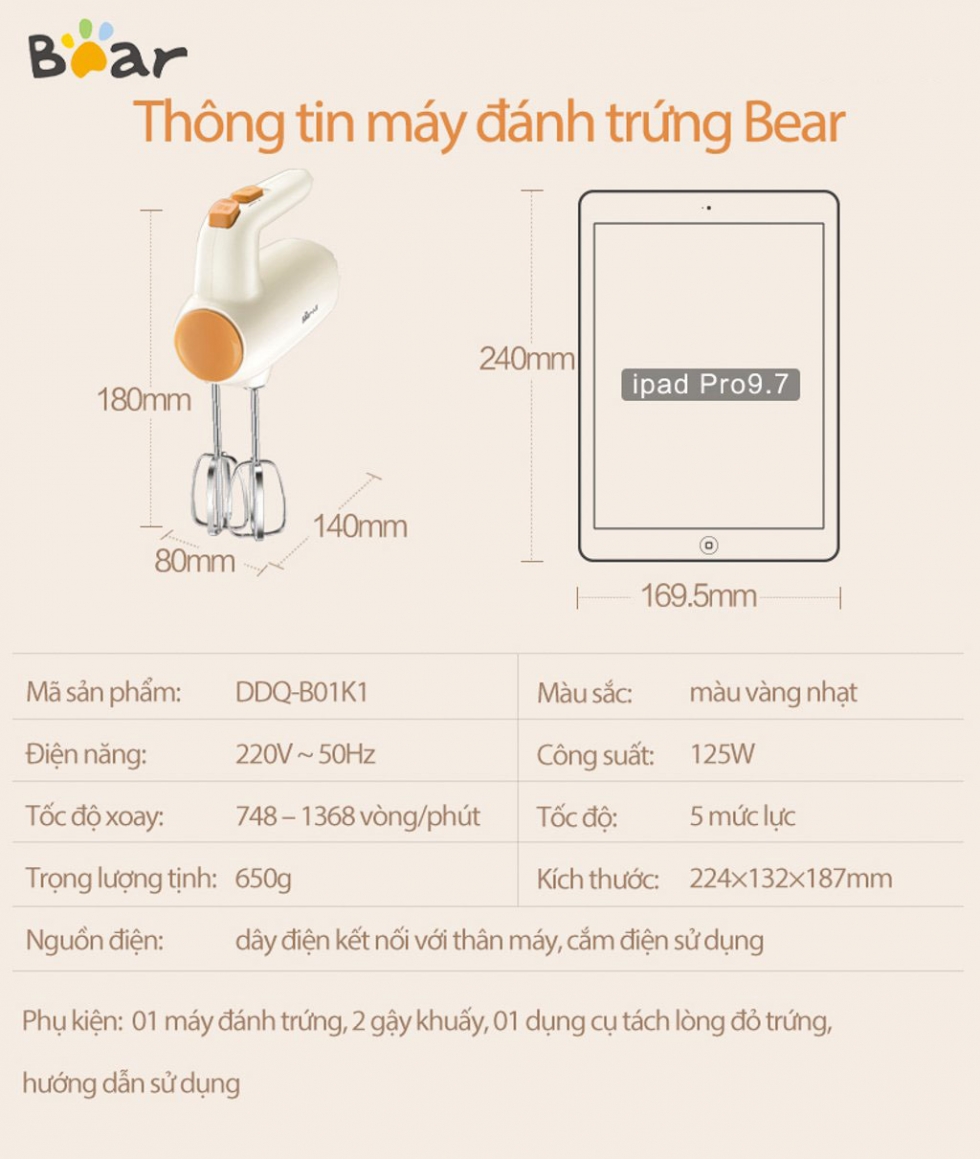 Bear
Thông tin máy đánh trứng Bear
180mm
80mm
140mm
240mm
ipad Pro9.7
169.5mm
Mã sản phẩm: DDQ-B01K1 Màu sắc: màu vàng nhạt
Điện năng: 220V ~ 50Hz Công suất: 125W
Tốc độ xoay: 748 – 1368 vòng/phút Tốc độ: 5 mức lực
Trọng lượng tịnh: 650g Kích thước: 224×132×187mm
Nguồn điện: dây điện kết nối với thân máy, cắm điện sử dụng
Phụ kiện: 01 máy đánh trứng, 2 gậy khuấy, 01 dụng cụ tách lòng đỏ trứng,
hướng dẫn sử dụng